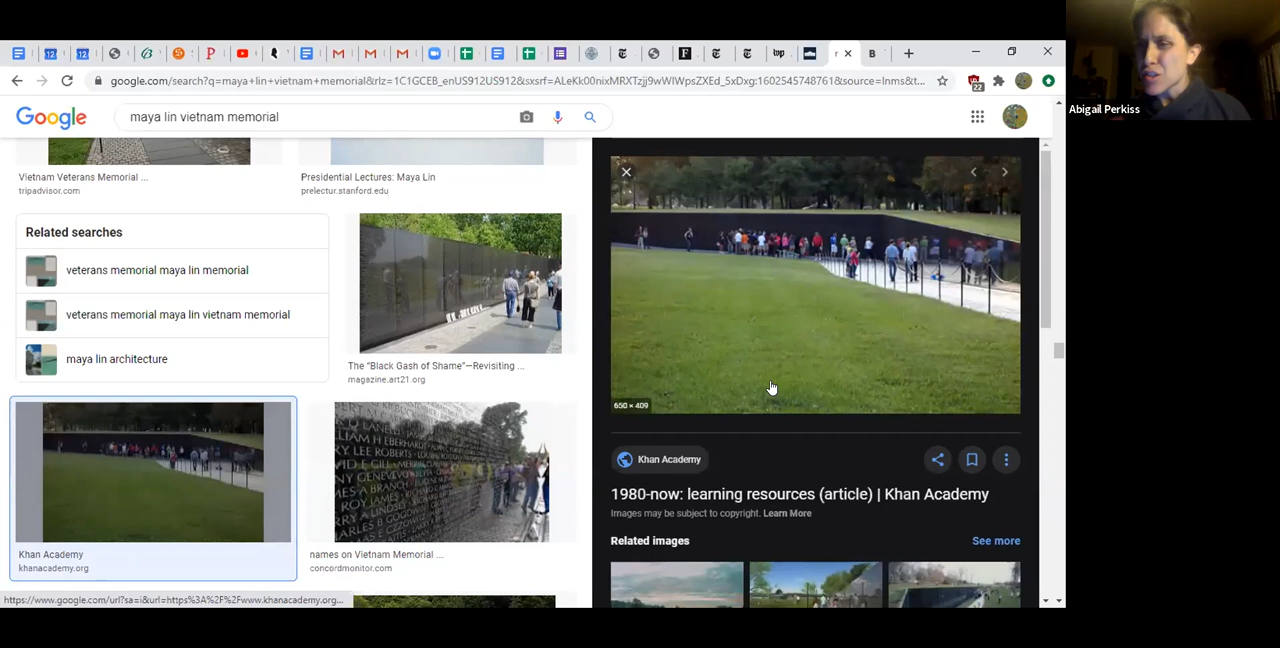 12
12
P
F
T
T
wp
r
B
google.com/search?q=maya+lin+vietnam+memorial&rlz=1C1GCEB_enUS912US912&sxsrf=ALeKk00nixMRXTzjj9wWIWpsZXEd_5xDxg:1602545748761&source=lnms&t...
22
Abigail Perkiss
Google
maya lin vietnam memorial
Vietnam Veterans Memorial ...
tripadvisor.com
Presidential Lectures: Maya Lin
prelectur.stanford.edu
Related searches
veterans memorial maya lin memorial
veterans memorial maya lin vietnam memorial
maya lin architecture
The “Black Gash of Shame”—Revisiting ...
magazine.art21.org
Khan Academy
khanacademy.org
names on Vietnam Memorial ...
concordmonitor.com
https://www.google.com/url?sa=i&url=https%3A%2F%2Fwww.khanacademy.org...
650 × 409
Khan Academy
1980-now: learning resources (article) | Khan Academy
Images may be subject to copyright. Learn More
Related images
See more